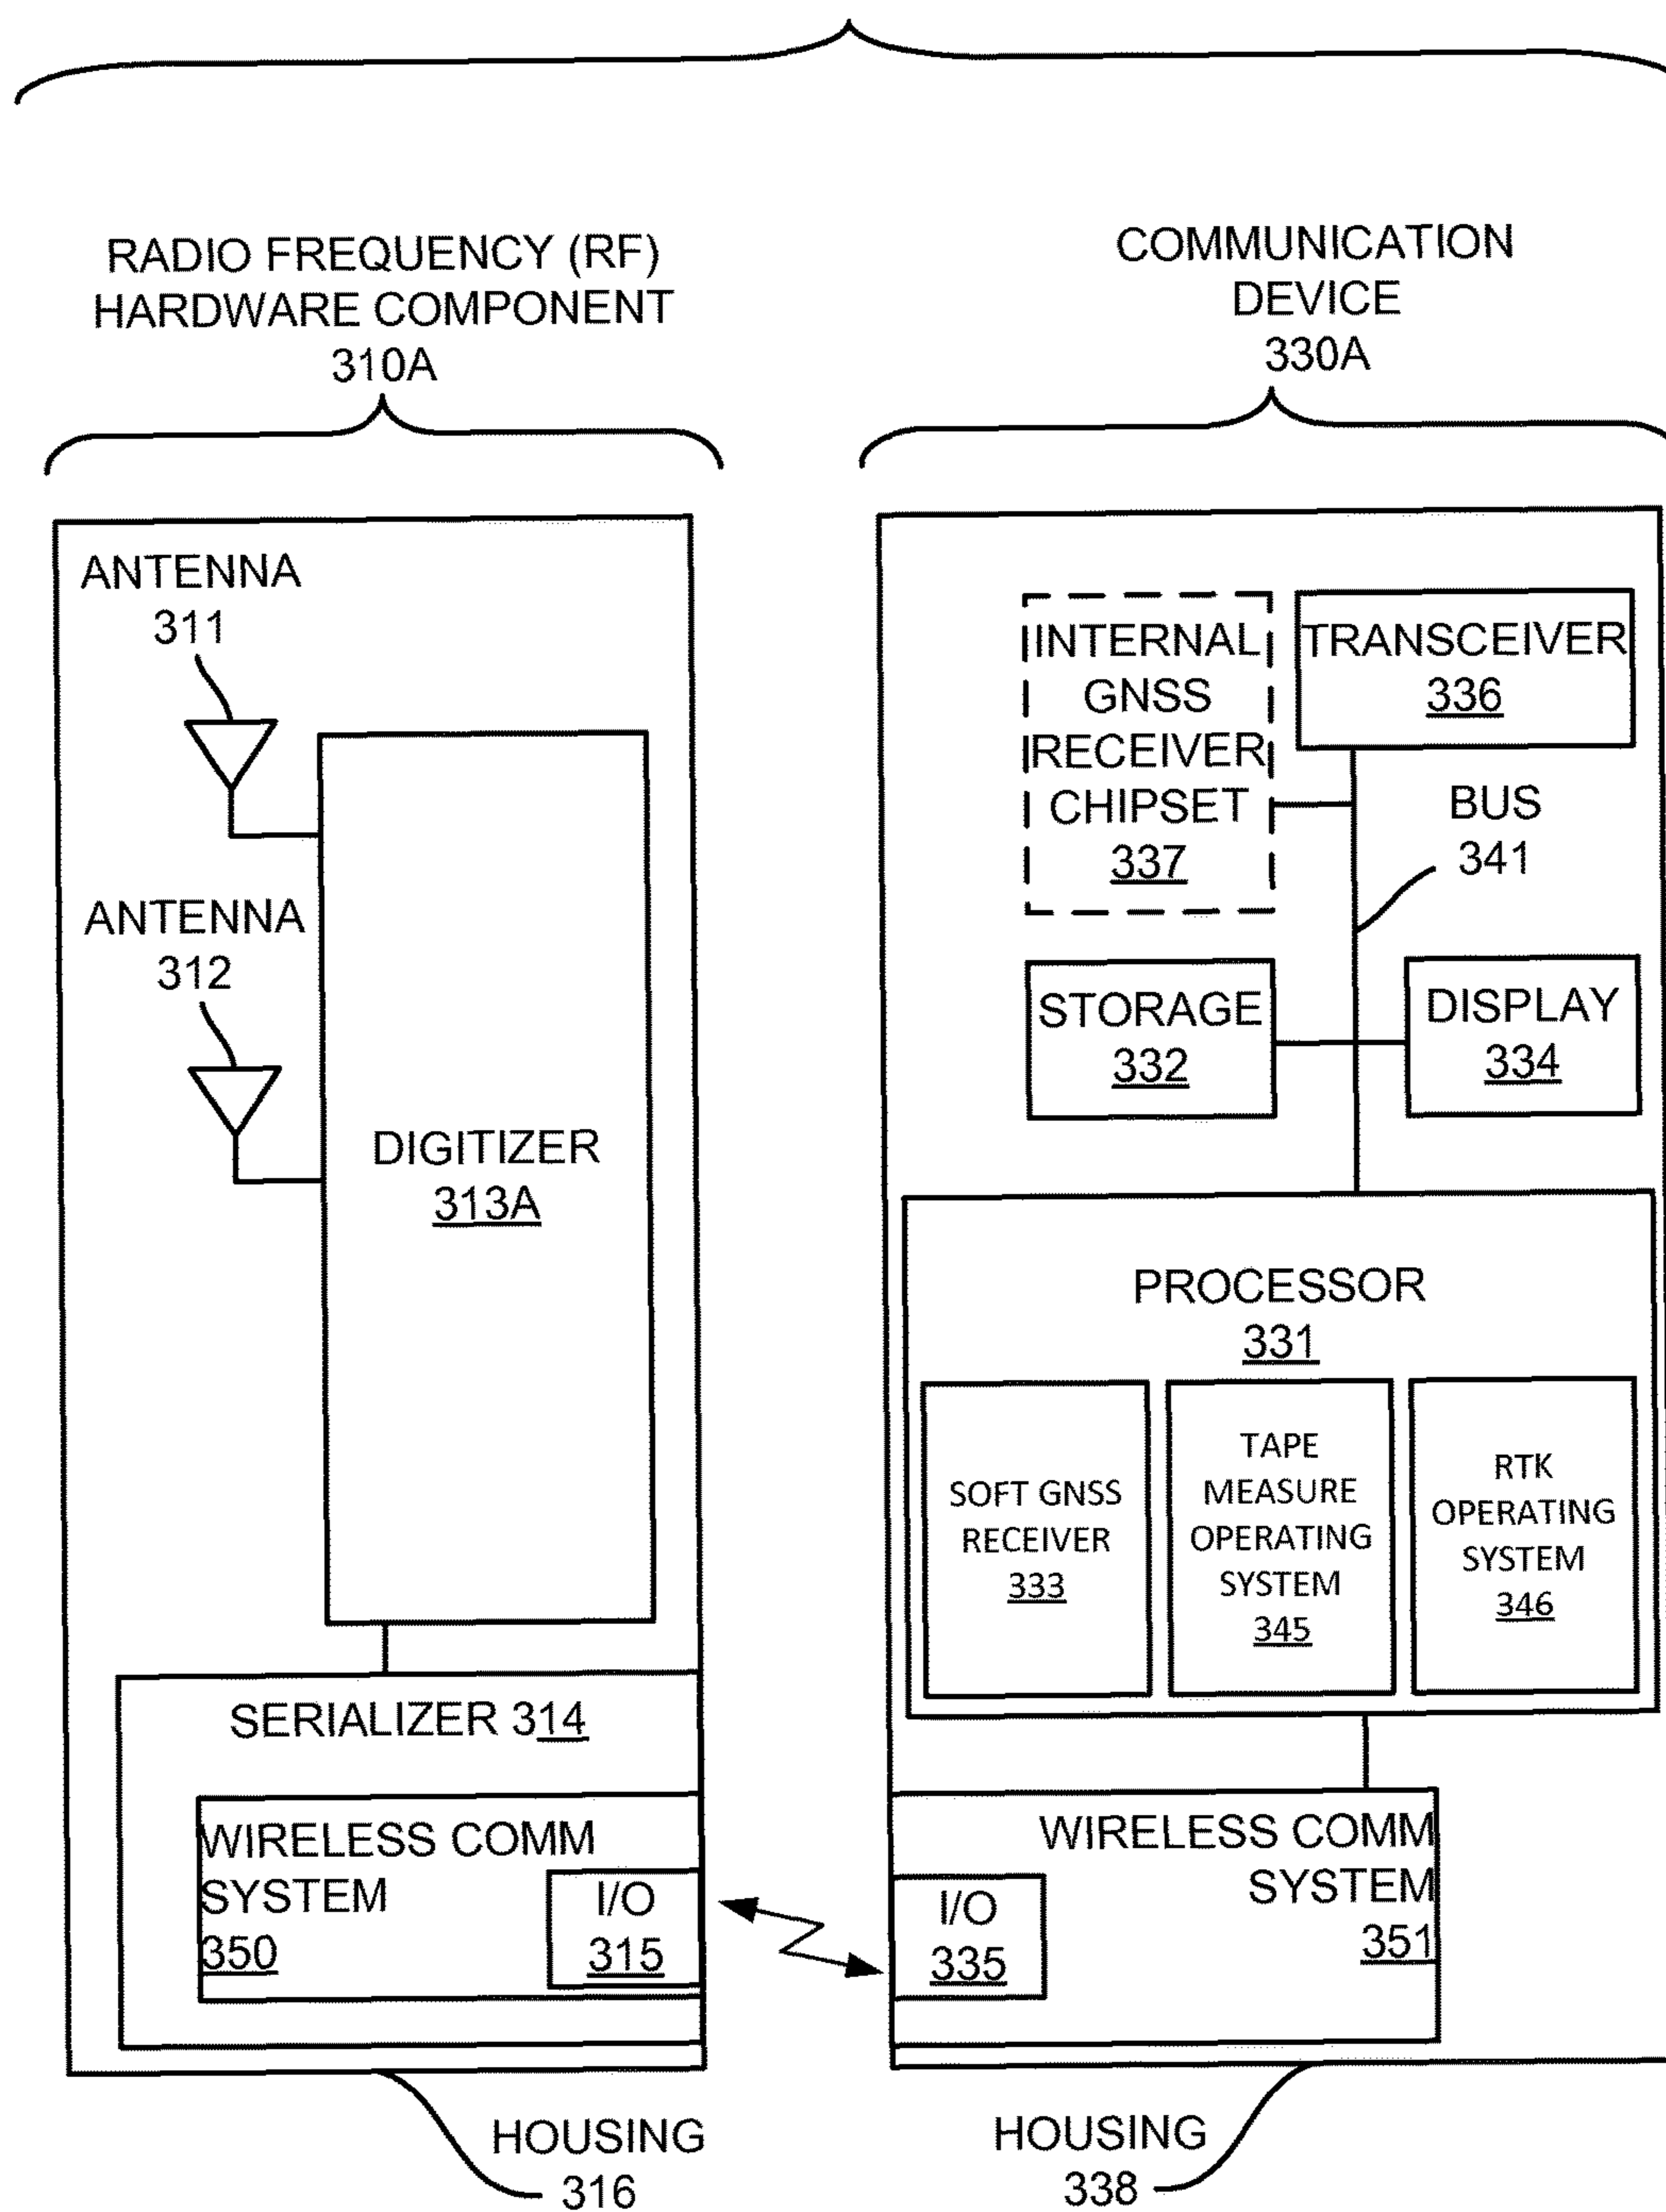 RADIO FREQUENCY (RF)
HARDWARE COMPONENT
310A
COMMUNICATION
DEVICE
330A
ANTENNA
311
ANTENNA
312
DIGITIZER
313A
SERIALIZER 314
WIRELESS COMM
SYSTEM
350
I/O
315
HOUSING
316
INTERNAL
GNSS
RECEIVER
CHIPSET
337
TRANSCEIVER
336
BUS
341
STORAGE
332
DISPLAY
334
PROCESSOR
331
SOFT GNSS
RECEIVER
333
TAPE
MEASURE
OPERATING
SYSTEM
345
RTK
OPERATING
SYSTEM
346
WIRELESS COMM
SYSTEM
351
I/O
335
HOUSING
338